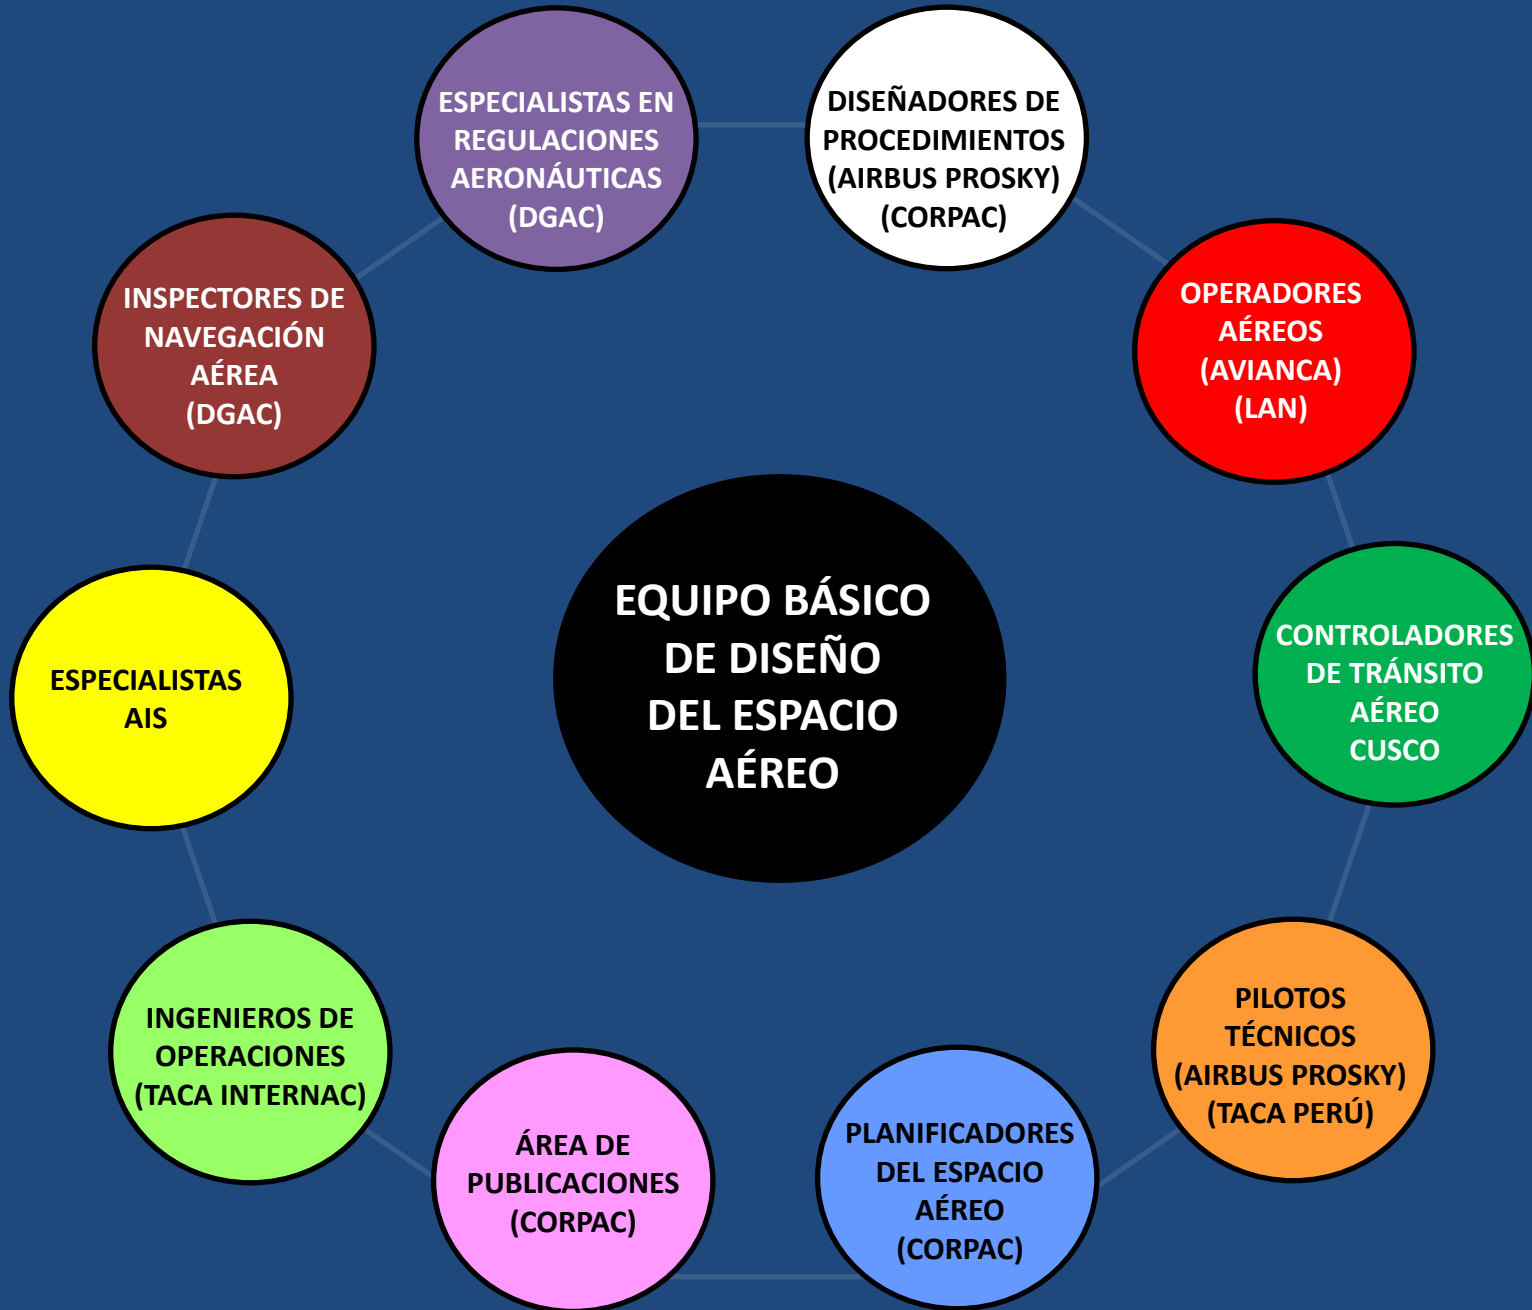 ESPECIALISTAS EN
REGULACIONES
AERONÁUTICAS
(DGAC)
DISEÑADORES DE
PROCEDIMIENTOS
(AIRBUS PROSKY)
(CORPAC)
INSPECTORES DE
NAVEGACIÓN
AÉREA
(DGAC)
OPERADORES
AÉREOS
(AVIANCA)
(LAN)
EQUIPO BÁSICO
DE DISEÑO
DEL ESPACIO
AÉREO
ESPECIALISTAS
AIS
CONTROLADORES
DE TRÁNSITO
AÉREO
CUSCO
INGENIEROS DE
OPERACIONES
(TACA INTERNAC)
PILOTOS
TÉCNICOS
(AIRBUS PROSKY)
(TACA PERÚ)
ÁREA DE
PUBLICACIONES
(CORPAC)
PLANIFICADORES
DEL ESPACIO
AÉREO
(CORPAC)